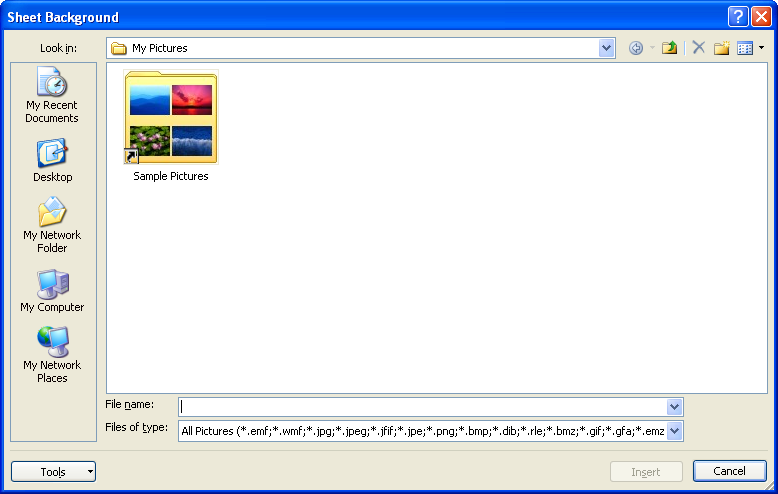 Sheet Background
Look in:
My Pictures
My Recent
Documents
Desktop
My Network
Folder
My Computer
My Network
Places
Sample Pictures
File name:
Files of type:
All Pictures (*.emf;*.wmf;*.jpg;*.jpeg;*.jfif;*.jpe;*.png;*.bmp;*.dib;*.rle;*.bmz;*.gif;*.gfa;*.emz
Tools
Insert
Cancel